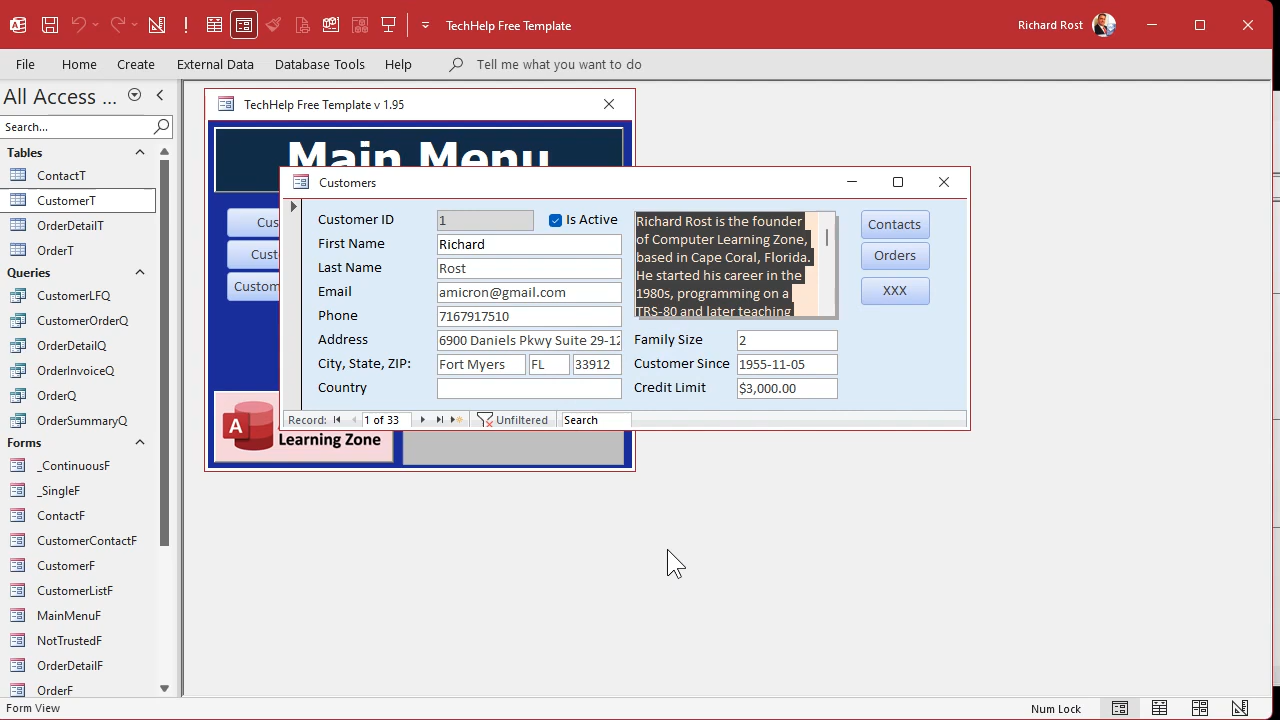 TechHelp Free Template
Richard Rost
File Home Create External Data Database Tools Help Tell me what you want to do
All Access ...
Search...
Tables
ContactT
CustomerT
OrderDetailT
OrderT
Queries
CustomerLFQ
CustomerOrderQ
OrderDetailQ
OrderInvoiceQ
OrderQ
OrderSummaryQ
Forms
_ContinuousF
_SingleF
ContactF
CustomerContactF
CustomerF
CustomerListF
MainMenuF
NotTrustedF
OrderDetailF
OrderF
TechHelp Free Template v 1.95
Main Menu
Cus
Cust
Custom
A
Learning Zone
Customers
Customer ID 1 Is Active
First Name Richard
Last Name Rost
Email amicron@gmail.com
Phone 7167917510
Address 6900 Daniels Pkwy Suite 29-12
City, State, ZIP: Fort Myers FL 33912
Country
Richard Rost is the founder
of Computer Learning Zone,
based in Cape Coral, Florida.
He started his career in the
1980s, programming on a
TRS-80 and later teaching
Family Size 2
Customer Since 1955-11-05
Credit Limit $3,000.00
Contacts
Orders
XXX
Record: 1 of 33 Unfiltered Search
Form View
Num Lock